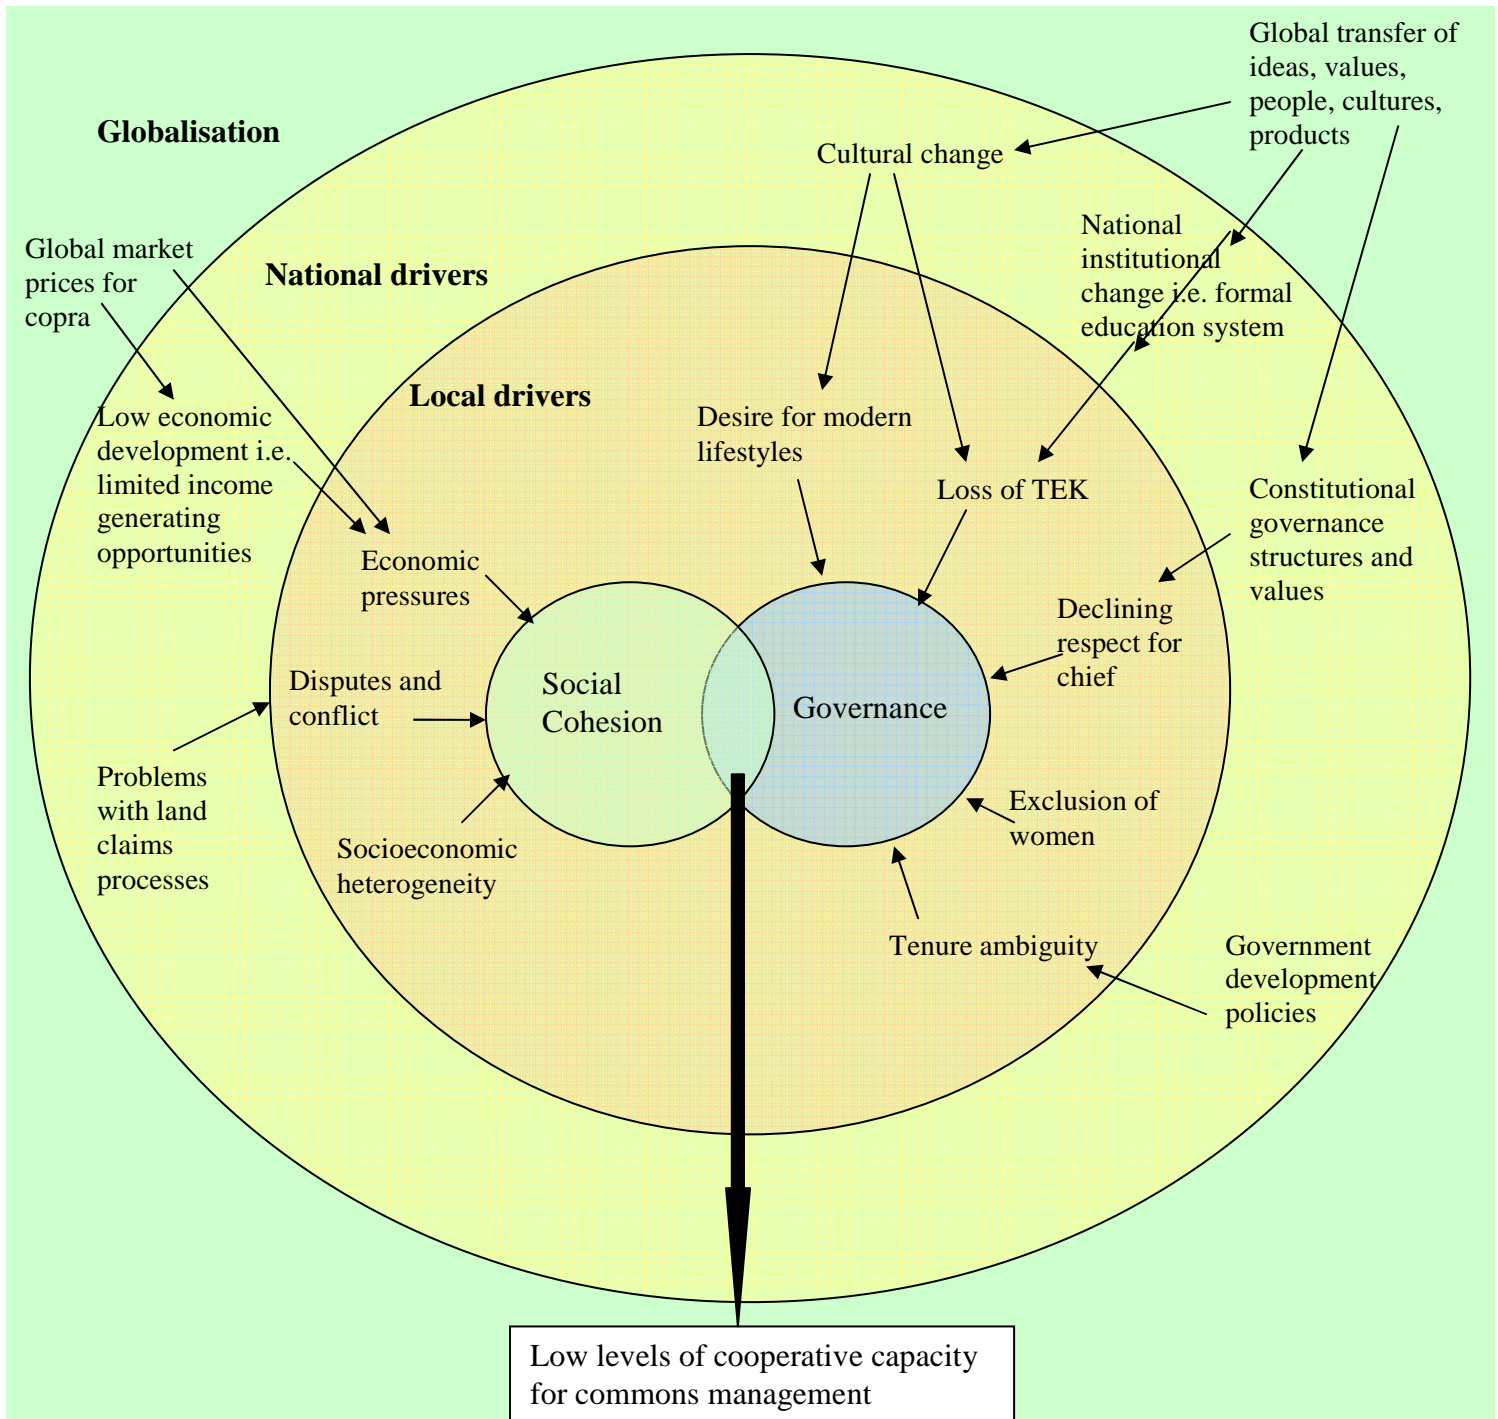 Global transfer of
ideas, values,
people, cultures,
products
Globalisation
Cultural change
National
institutional
change i.e. formal
education system
Global market
prices for
copra
National drivers
Local drivers
Low economic
development i.e.
limited income
generating
opportunities
Desire for modern
lifestyles
Loss of TEK
Constitutional
governance
structures and
values
Economic
pressures
Declining
respect for
chief
Disputes and
conflict
Social
Cohesion
Governance
Problems
with land
claims
processes
Exclusion of
women
Socioeconomic
heterogeneity
Tenure ambiguity
Government
development
policies
Low levels of cooperative capacity
for commons management